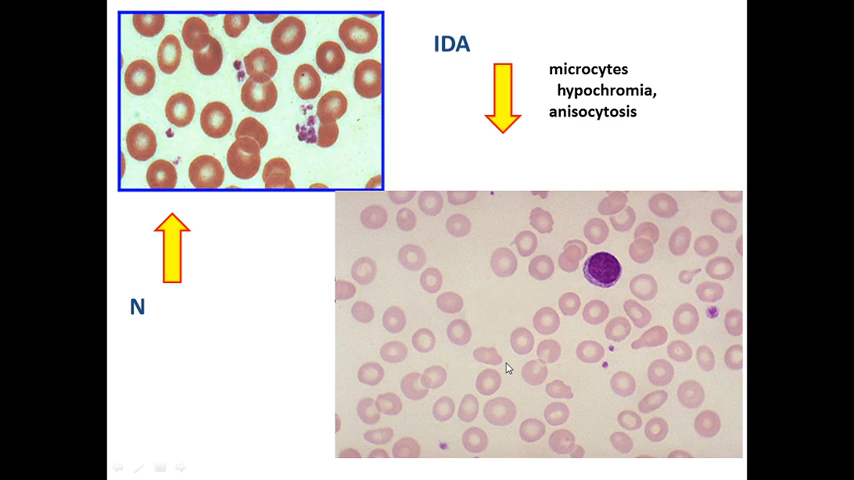 IDA
microcytes
hypochromia,
anisocytosis
N